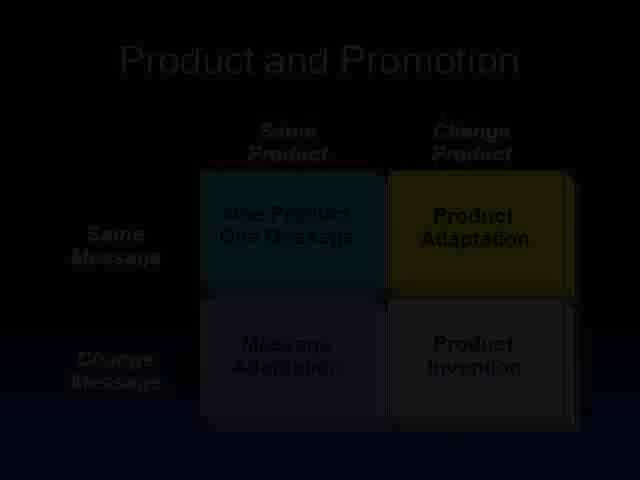 Product and Promotion
Same
Product
Change
Product
Same
Message
One Product
One Message
Product
Adaptation
Change
Message
Message
Adaptation
Product
Invention